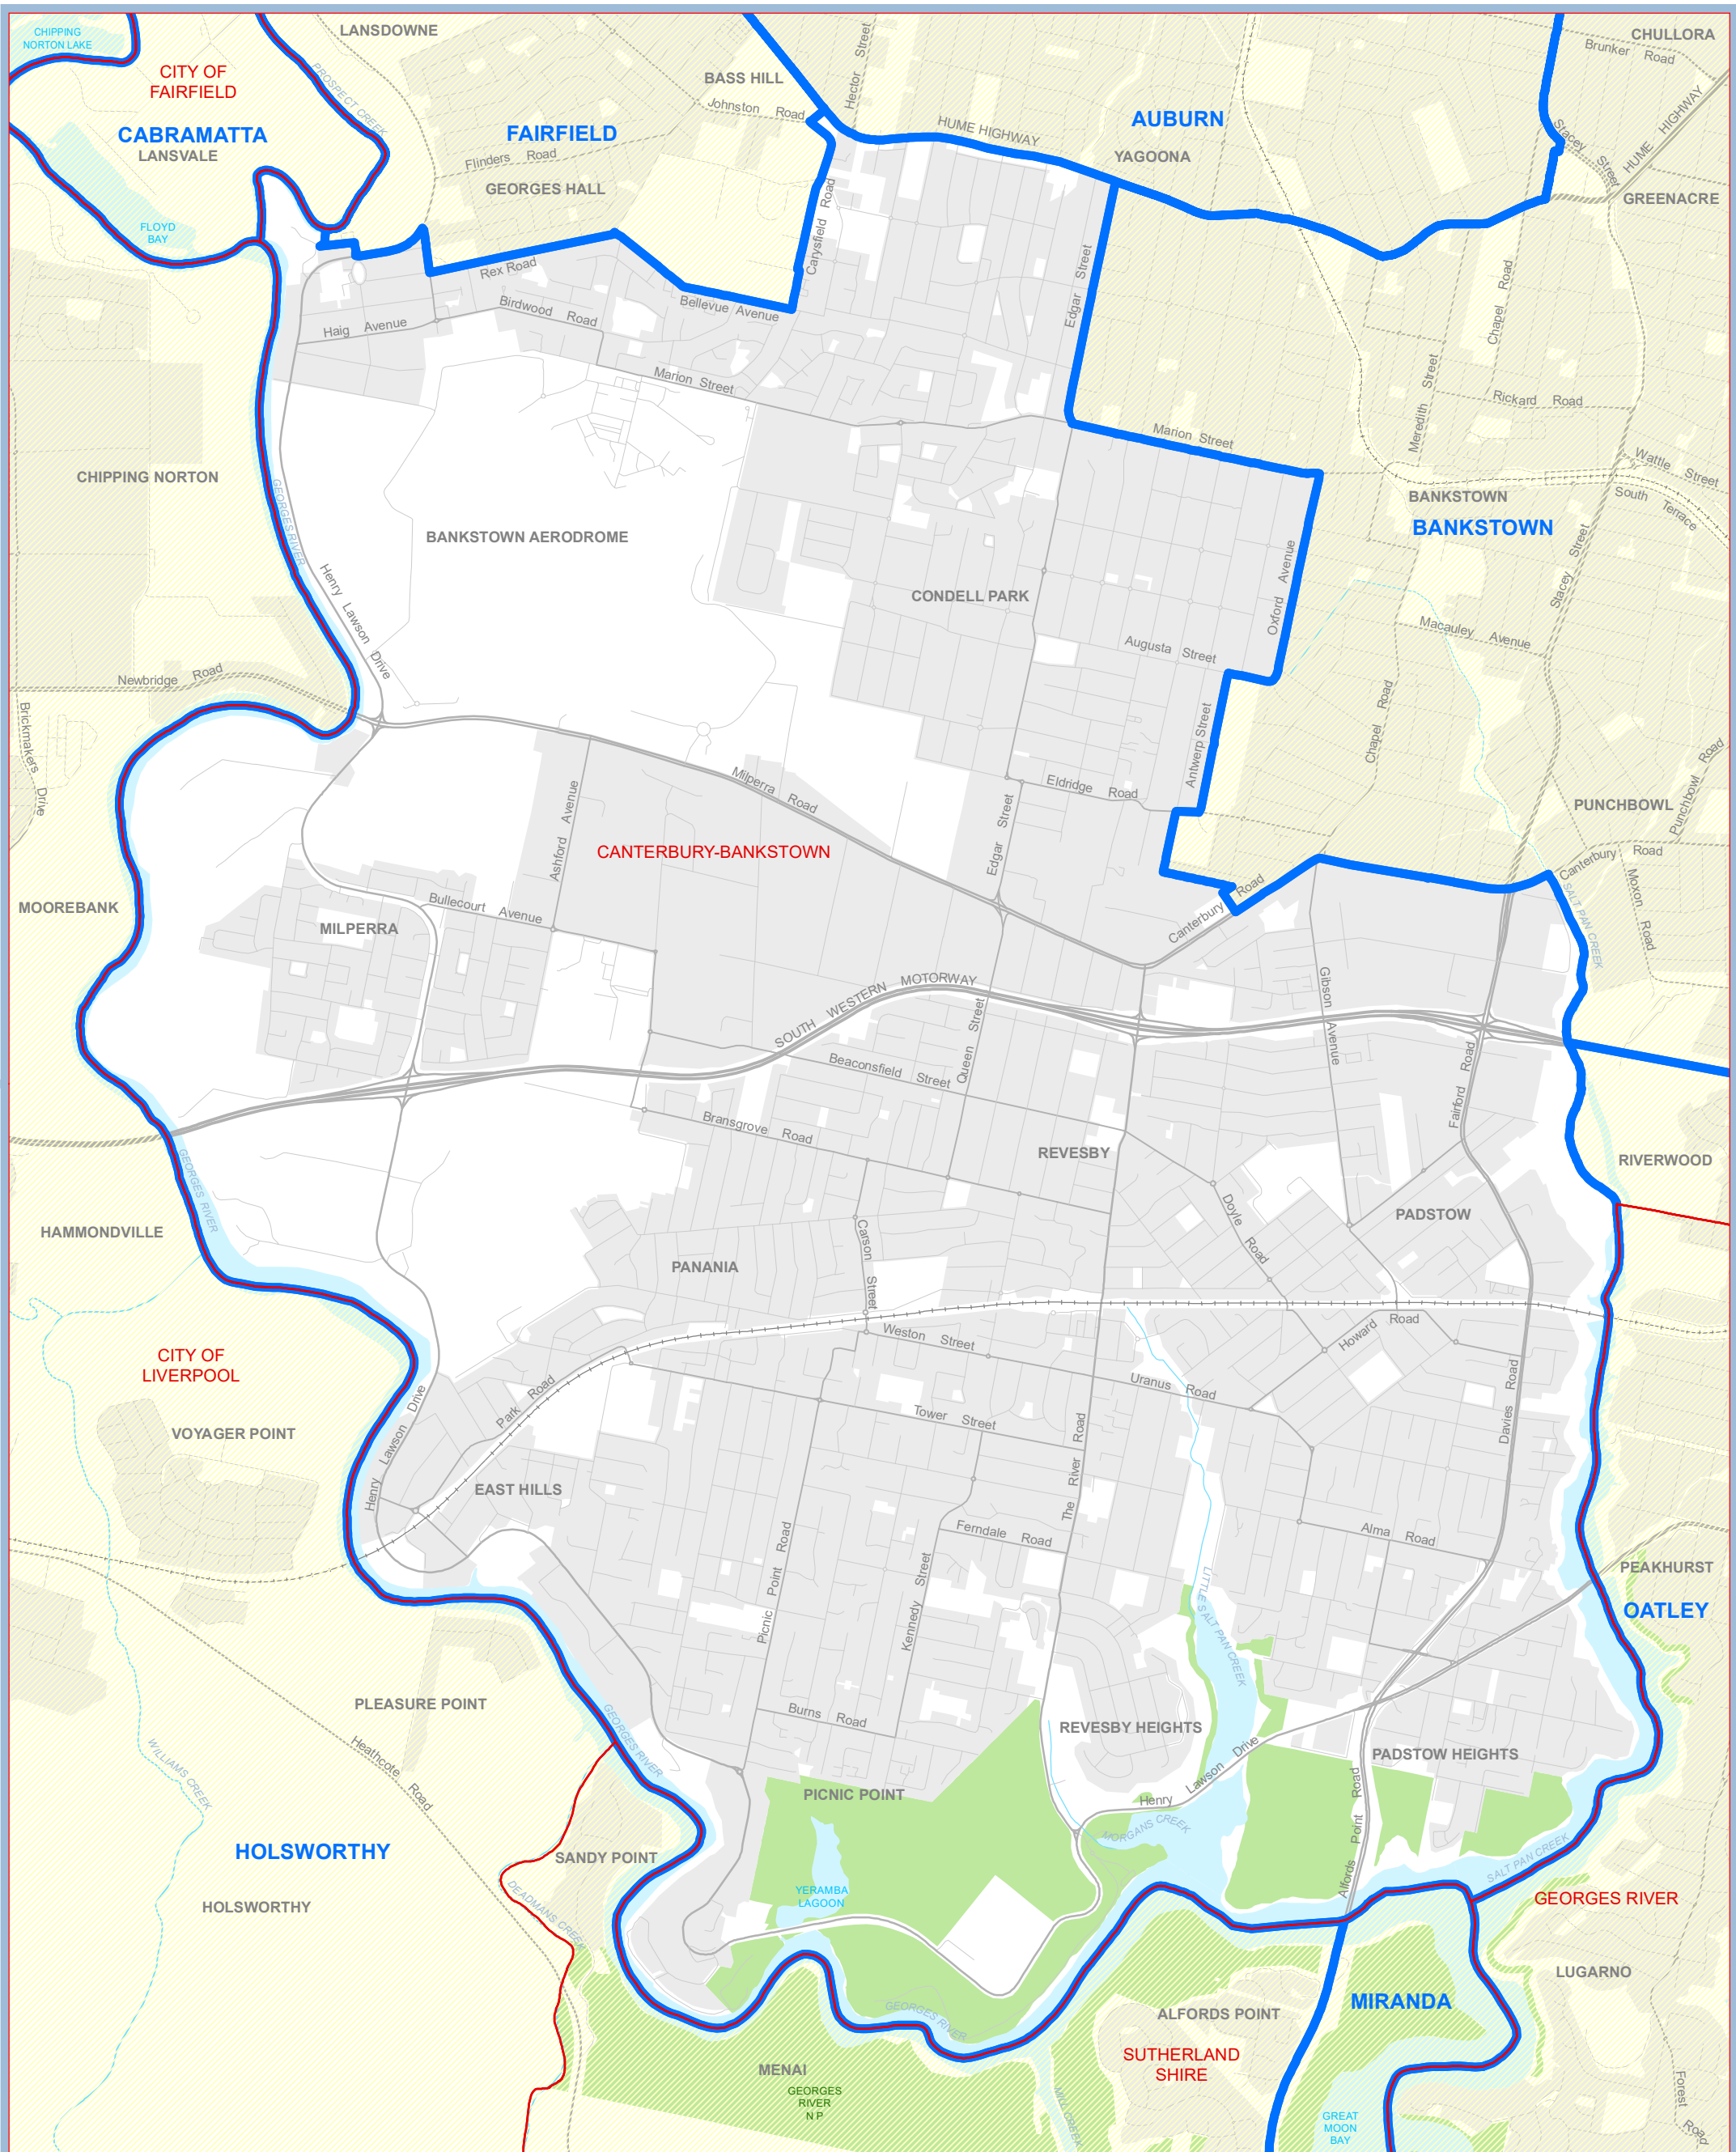 CHIPPING
NORTON LAKE
LANSDOWNE
CITY OF
FAIRFIELD
PROSPECT CREEK
BASS HILL
Hector Street
CHULLORA
Brunker Road
CABRAMATTA
LANSVALE
FAIRFIELD
Johnston Road
HUME HIGHWAY
AUBURN
YAGOONA
Stacey Street
HUME HIGHWAY
Flinders Road
GEORGES HALL
GREENACRE
FLOYD
BAY
Carysfield Road
Edgar Street
Chapel Road
Rex Road
Birdwood Road
Bellevue Avenue
Haig Avenue
Marion Street
Meredith Street
Rickard Road
Marion Street
Wattle Street
CHIPPING NORTON
GEORGES RIVER
BANKSTOWN
South Terrace
BANKSTOWN
BANKSTOWN AERODROME
Henry Lawson Drive
CONDELL PARK
Oxford Avenue
Stacey Street
Augusta Street
Macauley Avenue
Newbridge Road
Brickmakers Drive
Antwerp Street
Chapel Road
Milperra Road
Eldridge Road
PUNCHBOWL
Punchbowl Road
Ashford Avenue
CANTERBURY-BANKSTOWN
Edgar Street
Canterbury Road
Canterbury Road
Moxon Road
MOOREBANK
Bullecourt Avenue
MILPERRA
SALT PAN CREEK
SOUTH WESTERN MOTORWAY
Queen Street
Gibson Avenue
Beaconsfield Street
Fairford Road
Bransgrove Road
REVESBY
RIVERWOOD
GEORGES RIVER
HAMMONDVILLE
Carson Street
Doyle Road
PADSTOW
PANANIA
Weston Street
Howard Road
CITY OF
LIVERPOOL
Henry Lawson Drive
Park Road
Uranus Road
Tower Street
Davies Road
VOYAGER POINT
The River Road
EAST HILLS
Picnic Point Road
Ferndale Road
Alma Road
Kennedy Street
LITTLE SALT PAN CREEK
PEAKHURST
OATLEY
PLEASURE POINT
GEORGES RIVER
Burns Road
REVESBY HEIGHTS
WILLIAMS CREEK
Heathcote Road
Henry Lawson Drive
PADSTOW HEIGHTS
PICNIC POINT
MORGANS CREEK
Alfords Point Road
HOLSWORTHY
SANDY POINT
SALT PAN CREEK
YERAMBA
LAGOON
HOLSWORTHY
DEADMANS CREEK
GEORGES RIVER
LUGARNO
GEORGES RIVER
ALFORDS POINT
MIRANDA
SUTHERLAND
SHIRE
MENAI
GEORGES
RIVER
N P
MILL CREEK
GREAT
MOON
BAY
Forest Road